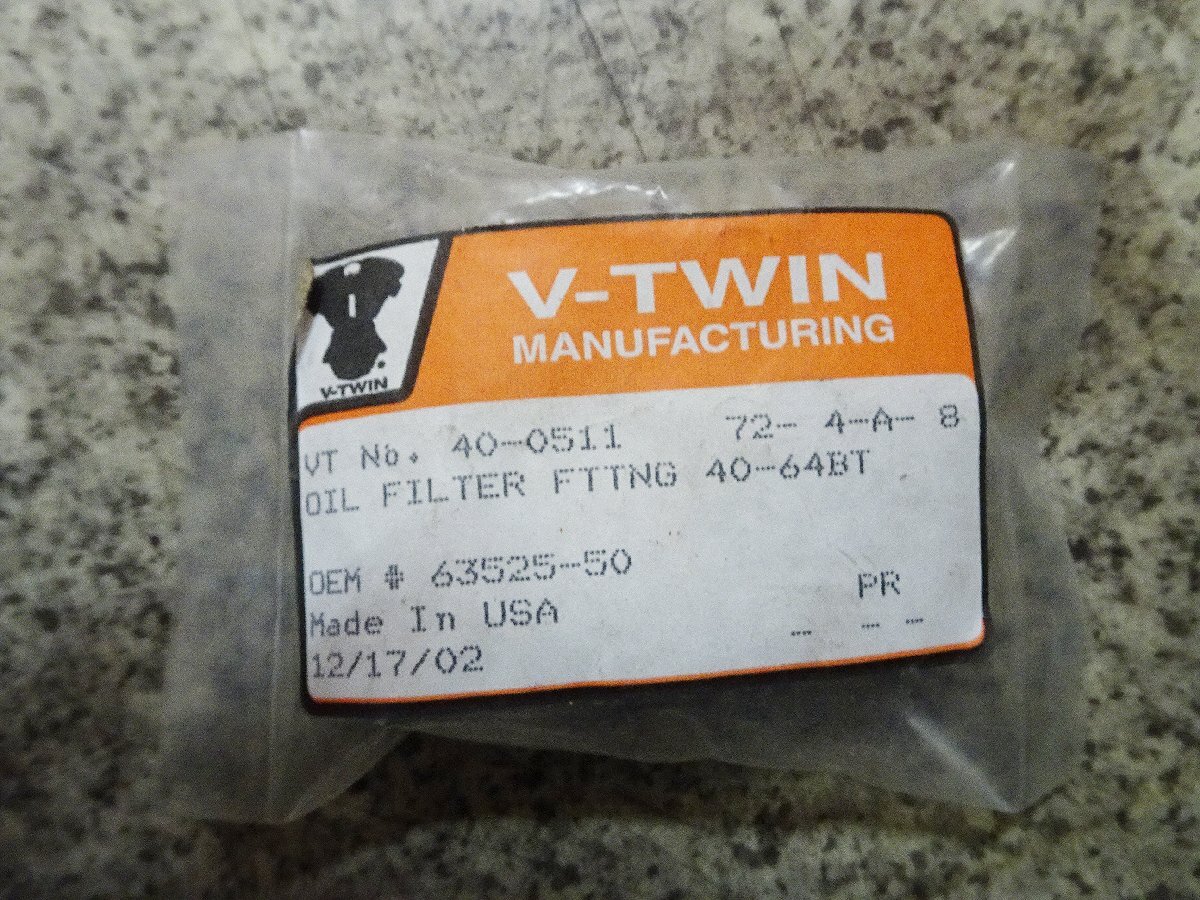 V-TWIN
MANUFACTURING
V-TWIN
VT No. 40-0511 72- 4-A- 8
OIL FILTER FTTNG 40-64BT
OEM # 63525-50
PR
Made In USA
_ _ _
12/17/02